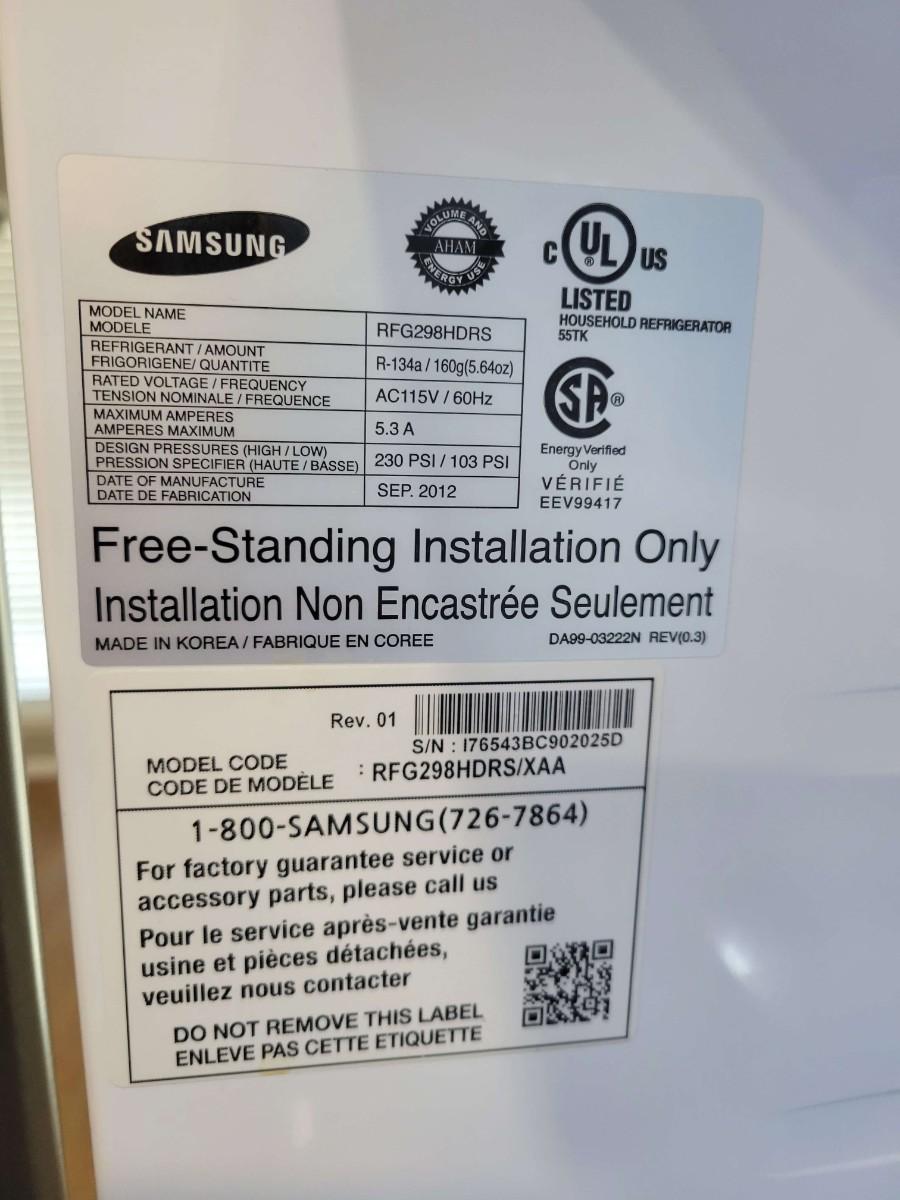 SAMSUNG
VOLUME AND
AHAM
ENERGY USE
C UL ® US
LISTED
HOUSEHOLD REFRIGERATOR
55TK
SA ®
Energy Verified
Only
VÉRIFIÉ
EEV99417
MODEL NAME
MODELE
RFG298HDRS
REFRIGERANT / AMOUNT
FRIGORIGENE/ QUANTITE
R-134a / 160g(5.64oz)
RATED VOLTAGE / FREQUENCY
TENSION NOMINALE / FREQUENCE
AC115V / 60Hz
MAXIMUM AMPERES
AMPERES MAXIMUM
5.3 A
DESIGN PRESSURES (HIGH / LOW)
PRESSION SPECIFIER (HAUTE / BASSE)
230 PSI / 103 PSI
DATE OF MANUFACTURE
DATE DE FABRICATION
SEP. 2012
Free-Standing Installation Only
Installation Non Encastrée Seulement
MADE IN KOREA / FABRIQUE EN COREE
DA99-03222N REV(0.3)
Rev. 01
S/N : I76543BC902025D
MODEL CODE
CODE DE MODÈLE
: RFG298HDRS/XAA
1-800-SAMSUNG(726-7864)
For factory guarantee service or
accessory parts, please call us
Pour le service après-vente garantie
usine et pièces détachées,
veuillez nous contacter
DO NOT REMOVE THIS LABEL
ENLEVE PAS CETTE ETIQUETTE